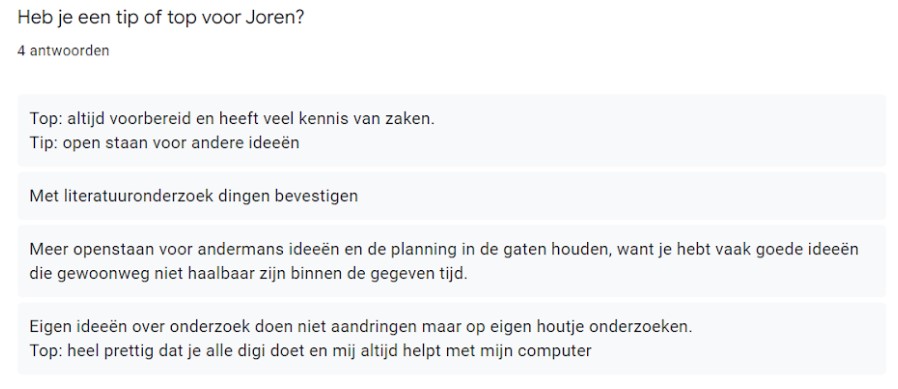 Heb je een tip of top voor Joren?
4 antwoorden
Top: altijd voorbereid en heeft veel kennis van zaken.
Tip: open staan voor andere ideeën
Met literatuuronderzoek dingen bevestigen
Meer openstaan voor andermans ideeën en de planning in de gaten houden, want je hebt vaak goede ideeën
die gewoonweg niet haalbaar zijn binnen de gegeven tijd.
Eigen ideeën over onderzoek doen niet aandringen maar op eigen houtje onderzoeken.
Top: heel prettig dat je alle digi doet en mij altijd helpt met mijn computer